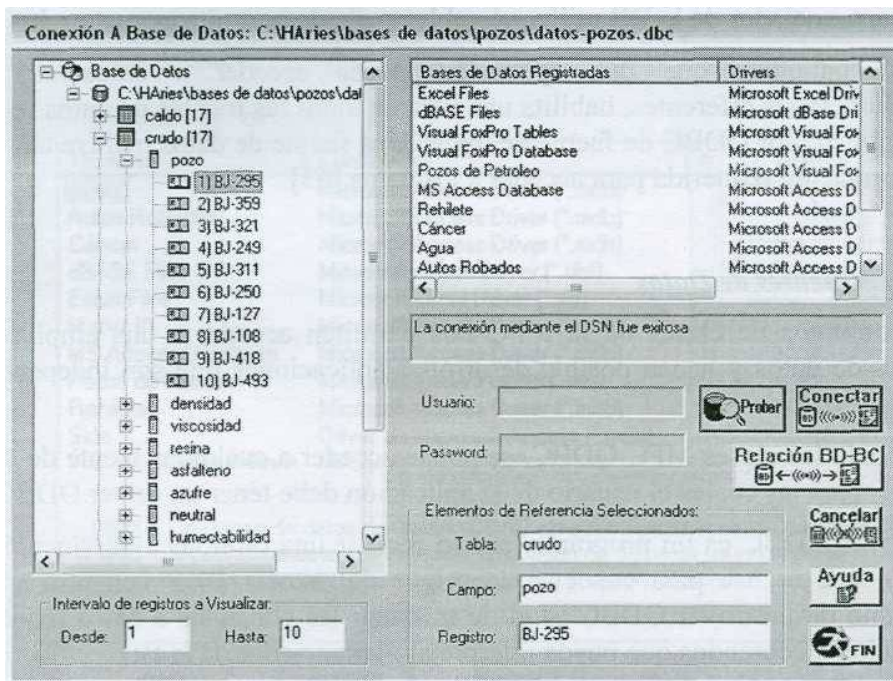 Conexión A Base de Datos: C:\HAries\bases de datos\pozos\datos-pozos.dbc
Base de Datos
C:\HAries\bases de datos\pozos\dat
caldo [17]
crudo [17]
pozo
1) BJ-295
2) BJ-359
3) BJ-321
4) BJ-249
5) BJ-311
6) BJ-250
7) BJ-127
8) BJ-108
9) BJ-418
10) BJ-493
densidad
viscosidad
resina
asfalteno
azufre
neutral
humectabilidad
Intervalo de registros a Visualizar:
Desde: 1 Hasta: 10
Bases de Datos Registradas Drivers
Excel Files Microsoft Excel Driv
dBASE Files Microsoft dBase Dri
Visual FoxPro Tables Microsoft Visual Fox
Visual FoxPro Database Microsoft Visual Fox
Pozos de Petroleo Microsoft Visual Fox
MS Access Database Microsoft Access D
Rehilete Microsoft Access D
Cáncer Microsoft Access D
Agua Microsoft Access D
Autos Robados Microsoft Access D
La conexión mediante el DSN fue exitosa
Usuario:
Password:
Probar
Conectar
BD
Relación BD-BC
BD
Elementos de Referencia Seleccionados:
Tabla: crudo
Campo: pozo
Registro: BJ-295
Cancelar
Ayuda
FIN